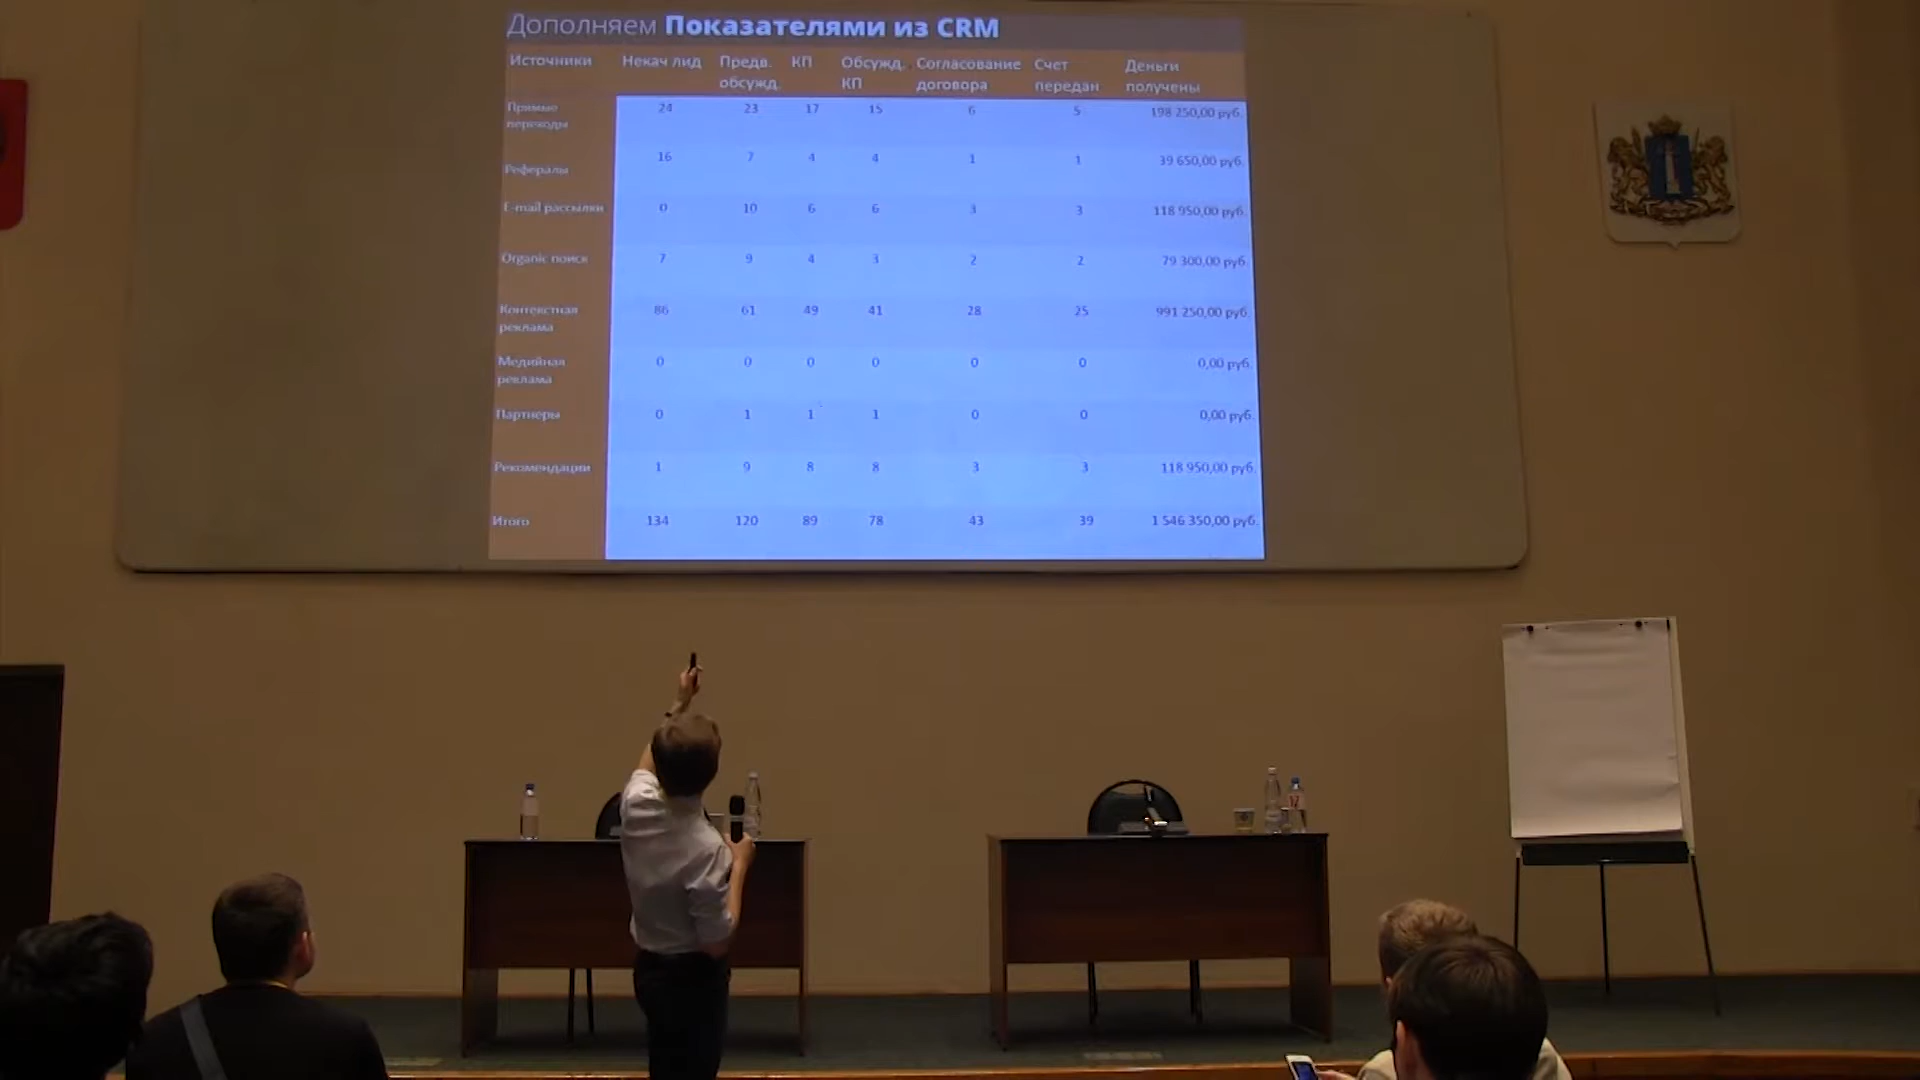 Дополняем Показателями из CRM
Источники Некач лид Предв. обсужд. КП Обсужд. КП Согласование договора Счет передан Деньги получены
Прямые переходы 24 23 17 15 6 5 198 250,00 руб.
Рефералы 16 7 4 4 1 1 39 650,00 руб.
E-mail рассылки 0 10 6 6 3 3 118 950,00 руб.
Organic поиск 7 9 4 3 2 2 79 300,00 руб.
Контекстная реклама 86 61 49 41 28 25 991 250,00 руб.
Медийная реклама 0 0 0 0 0 0 0,00 руб.
Партнеры 0 1 1 1 0 0 0,00 руб.
Рекомендации 1 9 8 8 3 3 118 950,00 руб.
Итого 134 120 89 78 43 39 1 546 350,00 руб.